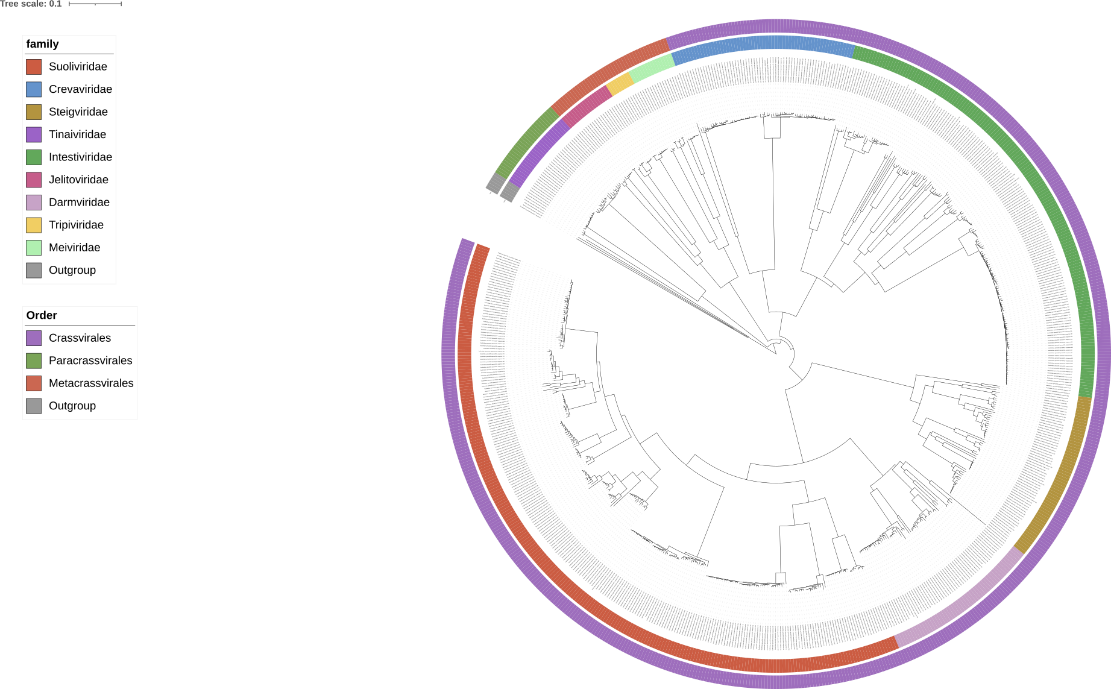 Tree scale: 0.1
family
Suoliviridae
Crevaviridae
Steigviridae
Tinaiviridae
Intestiviridae
Jelitoviridae
Darmviridae
Tripiviridae
Meiviridae
Outgroup
Order
Crassvirales
Paracrassvirales
Metacrassvirales
Outgroup